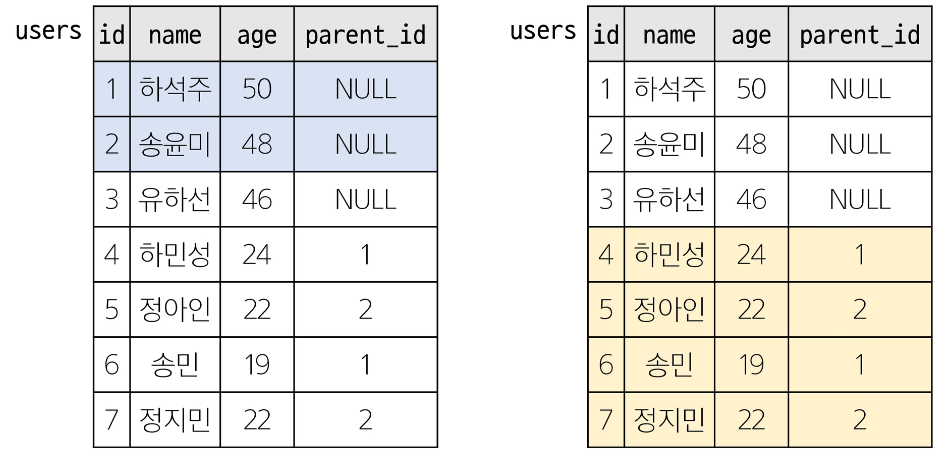 users id name age parent_id
1 하석주 50 NULL
2 송윤미 48 NULL
3 유하선 46 NULL
4 하민성 24 1
5 정아인 22 2
6 송민 19 1
7 정지민 22 2
users id name age parent_id
1 하석주 50 NULL
2 송윤미 48 NULL
3 유하선 46 NULL
4 하민성 24 1
5 정아인 22 2
6 송민 19 1
7 정지민 22 2